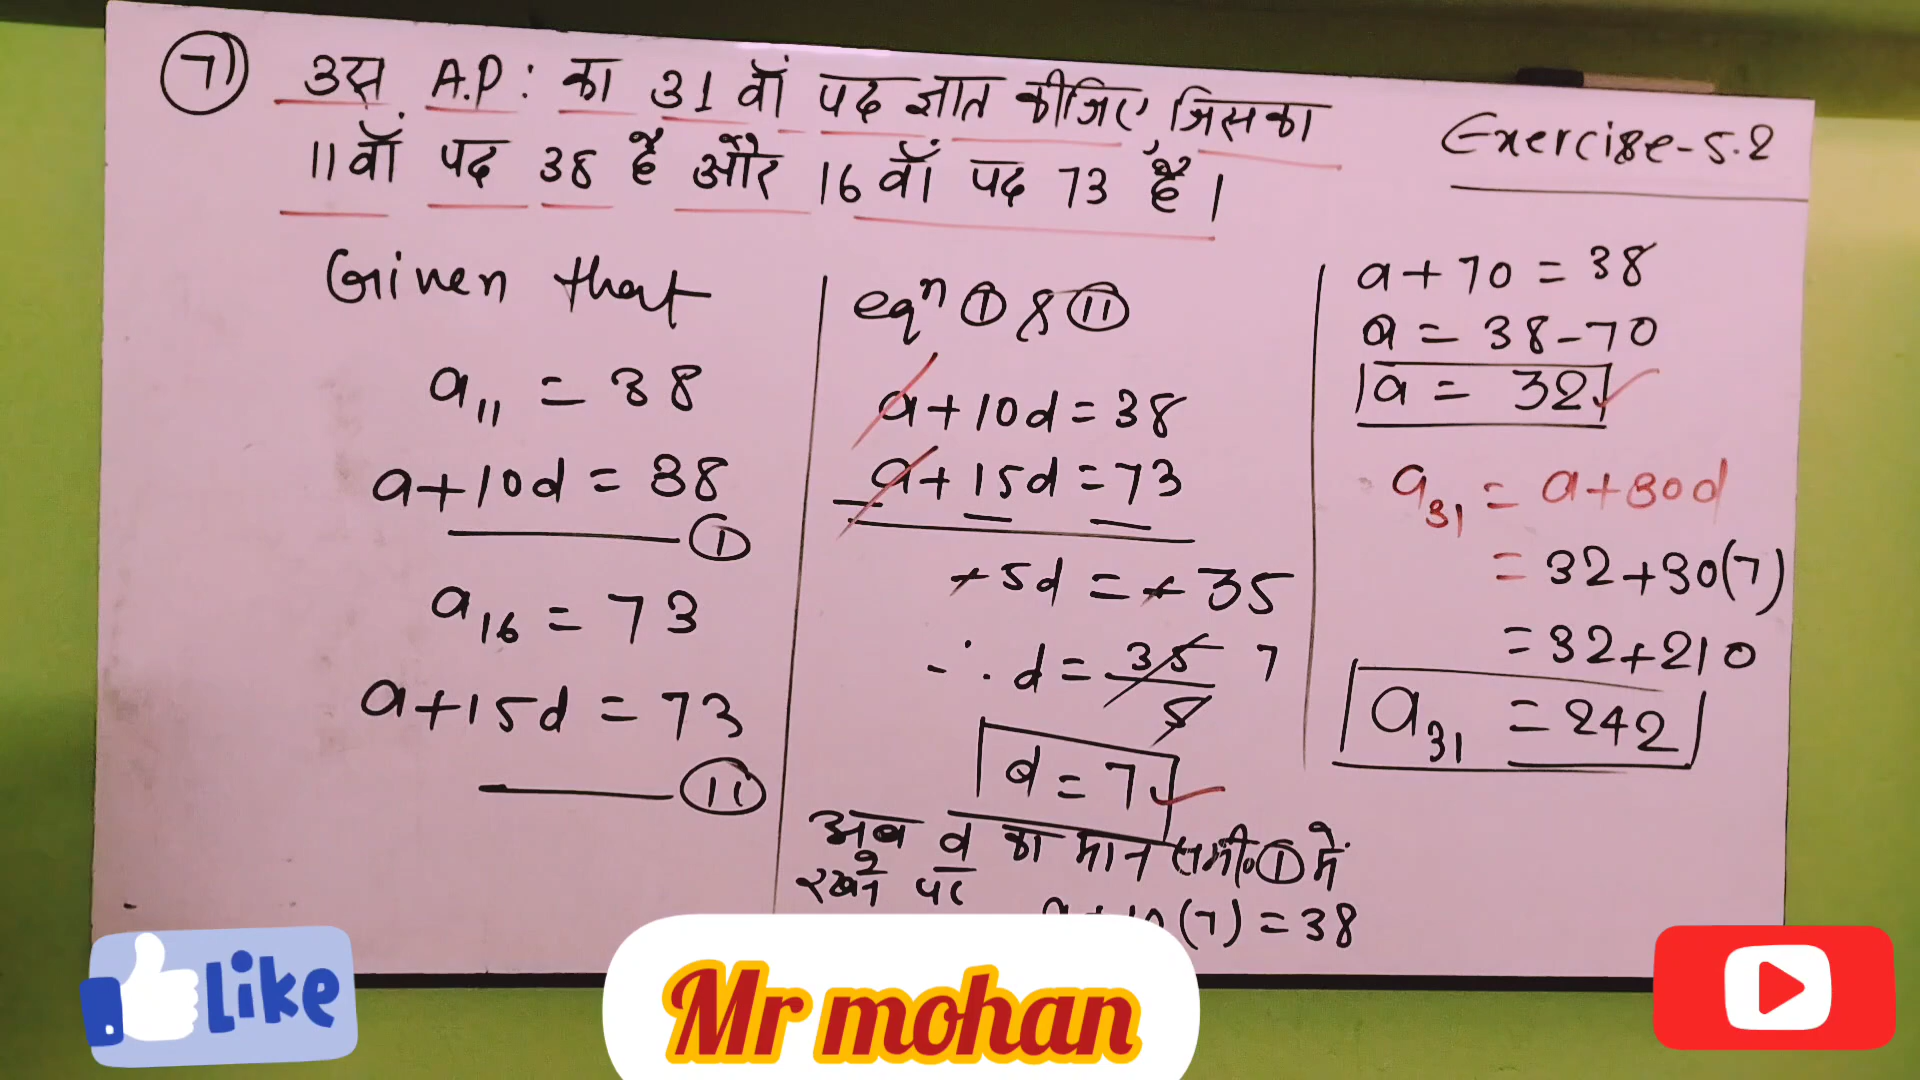 7) उस A.P: का 31 वाँ पद ज्ञात कीजिए, जिसका
11वाँ पद 38 है और 16 वाँ पद 73 है।
Exercise-5.2
Given that
a₁₁ = 38
a+10d = 38
①
a₁₆ = 73
a+15d = 73
⑪
eqⁿ ① & ⑪
a+10d=38
a+15d=73
+5d = +35
∴ d = 35/5 7
d = 7
अब d का मान समी० ① में
रखने पर
(7) = 38
a+70 = 38
a = 38-70
a = 32
a₃₁ = a+30d
= 32+30(7)
= 32+210
a₃₁ = 242
Like
Mr mohan